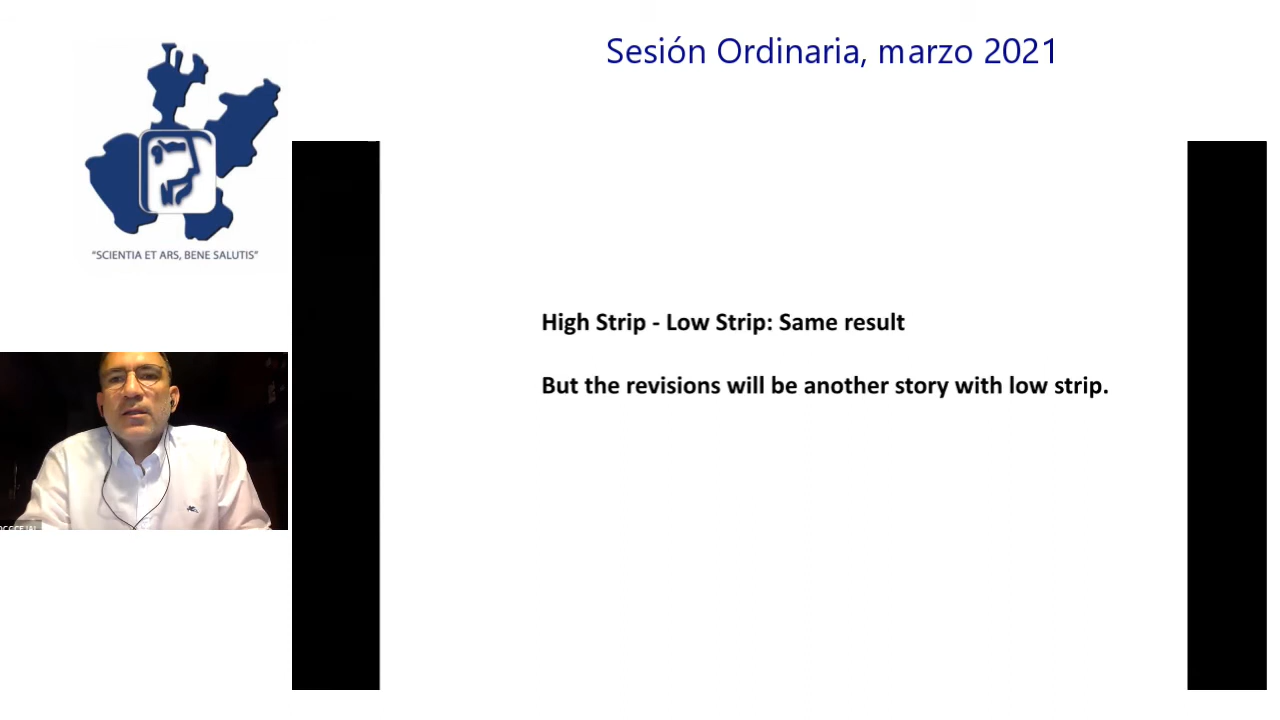 Sesión Ordinaria, marzo 2021
“SCIENTIA ET ARS, BENE SALUTIS”
High Strip - Low Strip: Same result
But the revisions will be another story with low strip.